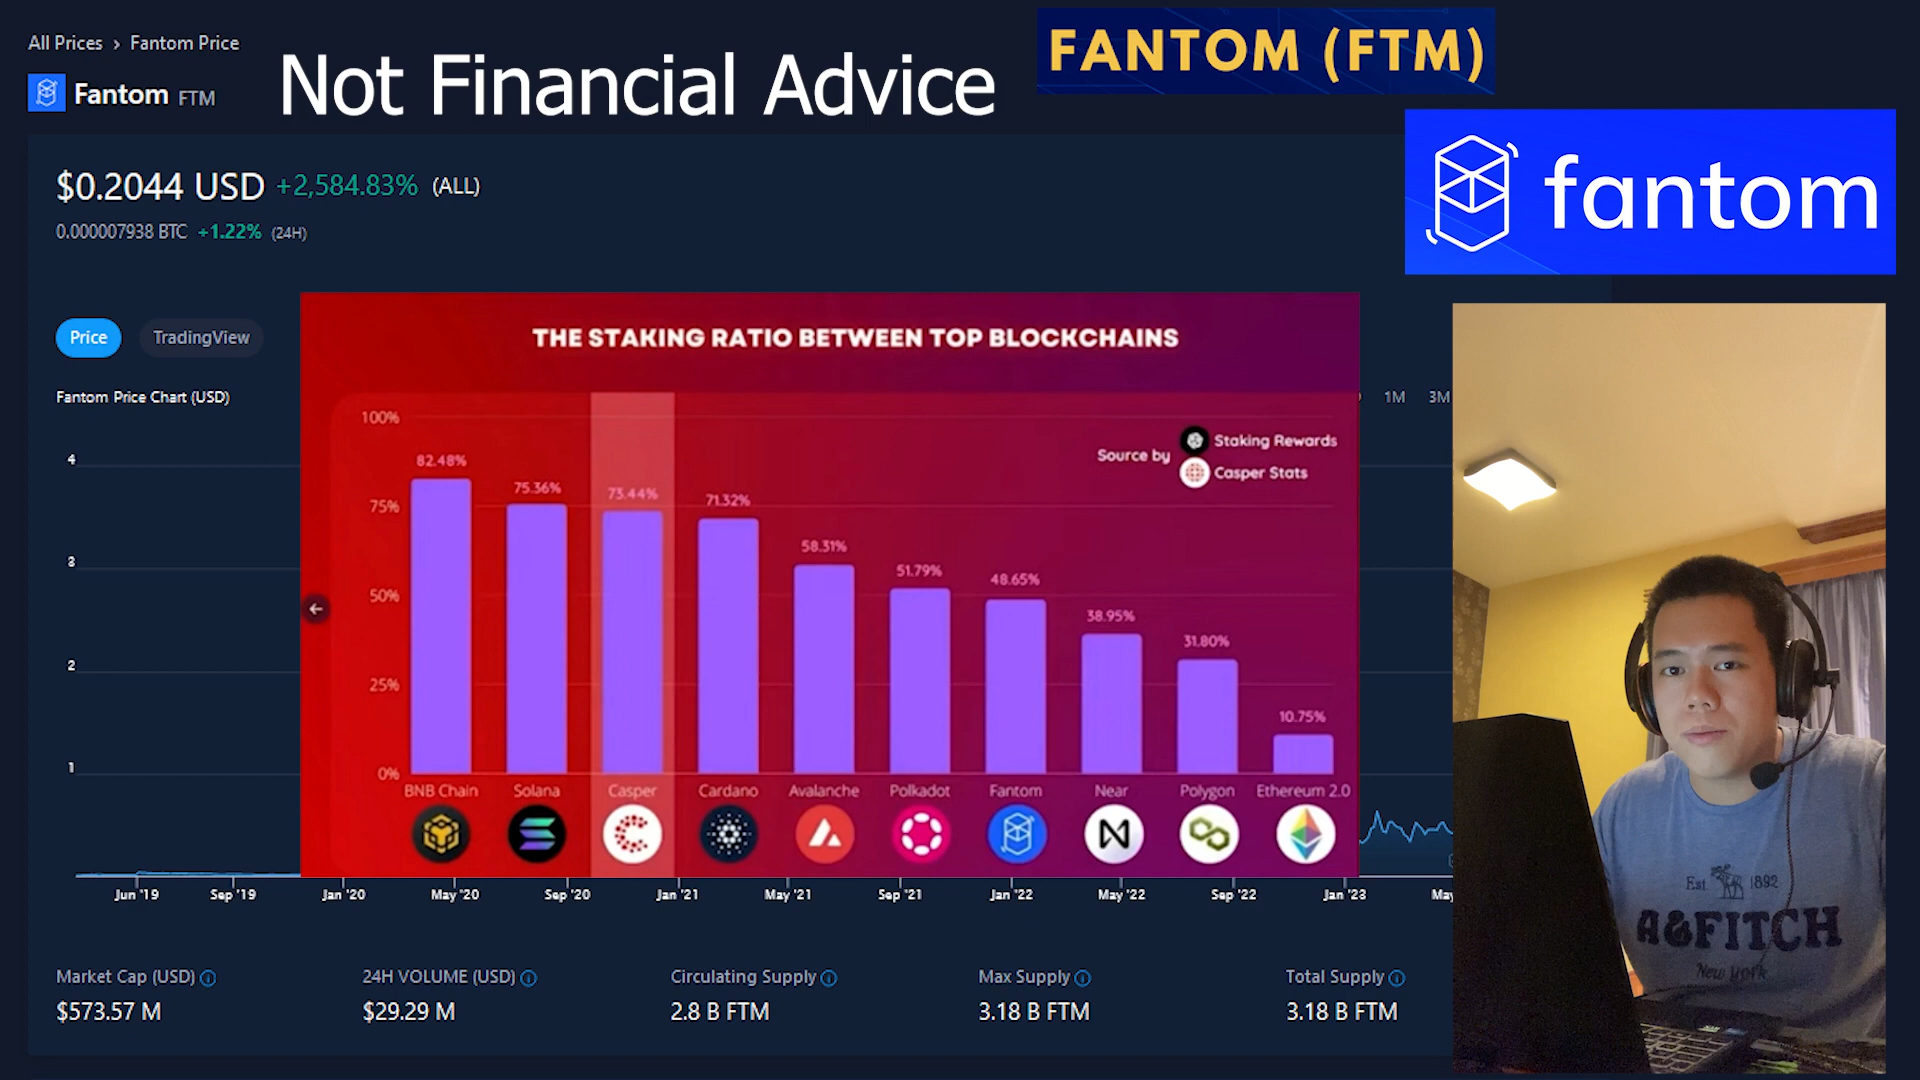 All Prices › Fantom Price
Fantom FTM
Not Financial Advice
FANTOM (FTM)
fantom
$0.2044 USD +2,584.83% (ALL)
0.000007938 BTC +1.22% (24H)
Price TradingView
Fantom Price Chart (USD)
1M 3M
4
3
2
1
THE STAKING RATIO BETWEEN TOP BLOCKCHAINS
Source by
Staking Rewards
Casper Stats
100%
75%
50%
25%
0%
82.48%
75.36%
73.44%
71.32%
58.31%
51.79%
48.65%
38.95%
31.80%
10.75%
BNB Chain Solana Casper Cardano Avalanche Polkadot Fantom Near Polygon Ethereum 2.0
Jun '19 Sep '19 Jan '20 May '20 Sep '20 Jan '21 May '21 Sep '21 Jan '22 May '22 Sep '22 Jan '23
Market Cap (USD) 24H VOLUME (USD) Circulating Supply Max Supply Total Supply
$573.57 M $29.29 M 2.8 B FTM 3.18 B FTM 3.18 B FTM
Est 1892
A&FITCH
New York